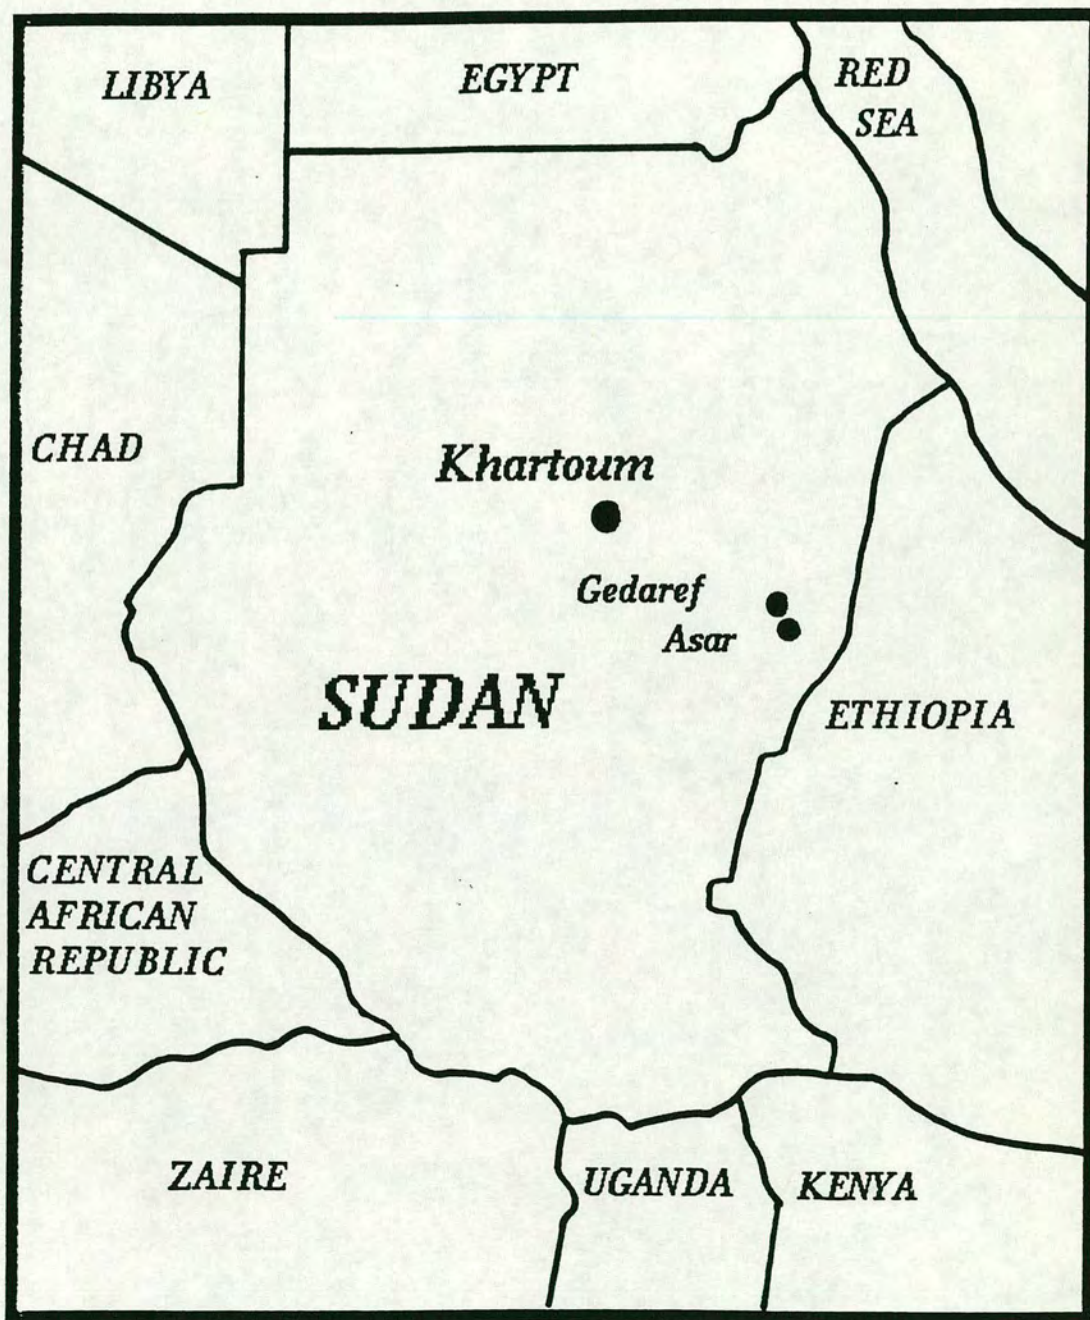 LIBYA
EGYPT
RED
SEA
CHAD
Khartoum
Gedaref
Asar
SUDAN
ETHIOPIA
CENTRAL
AFRICAN
REPUBLIC
ZAIRE
UGANDA
KENYA